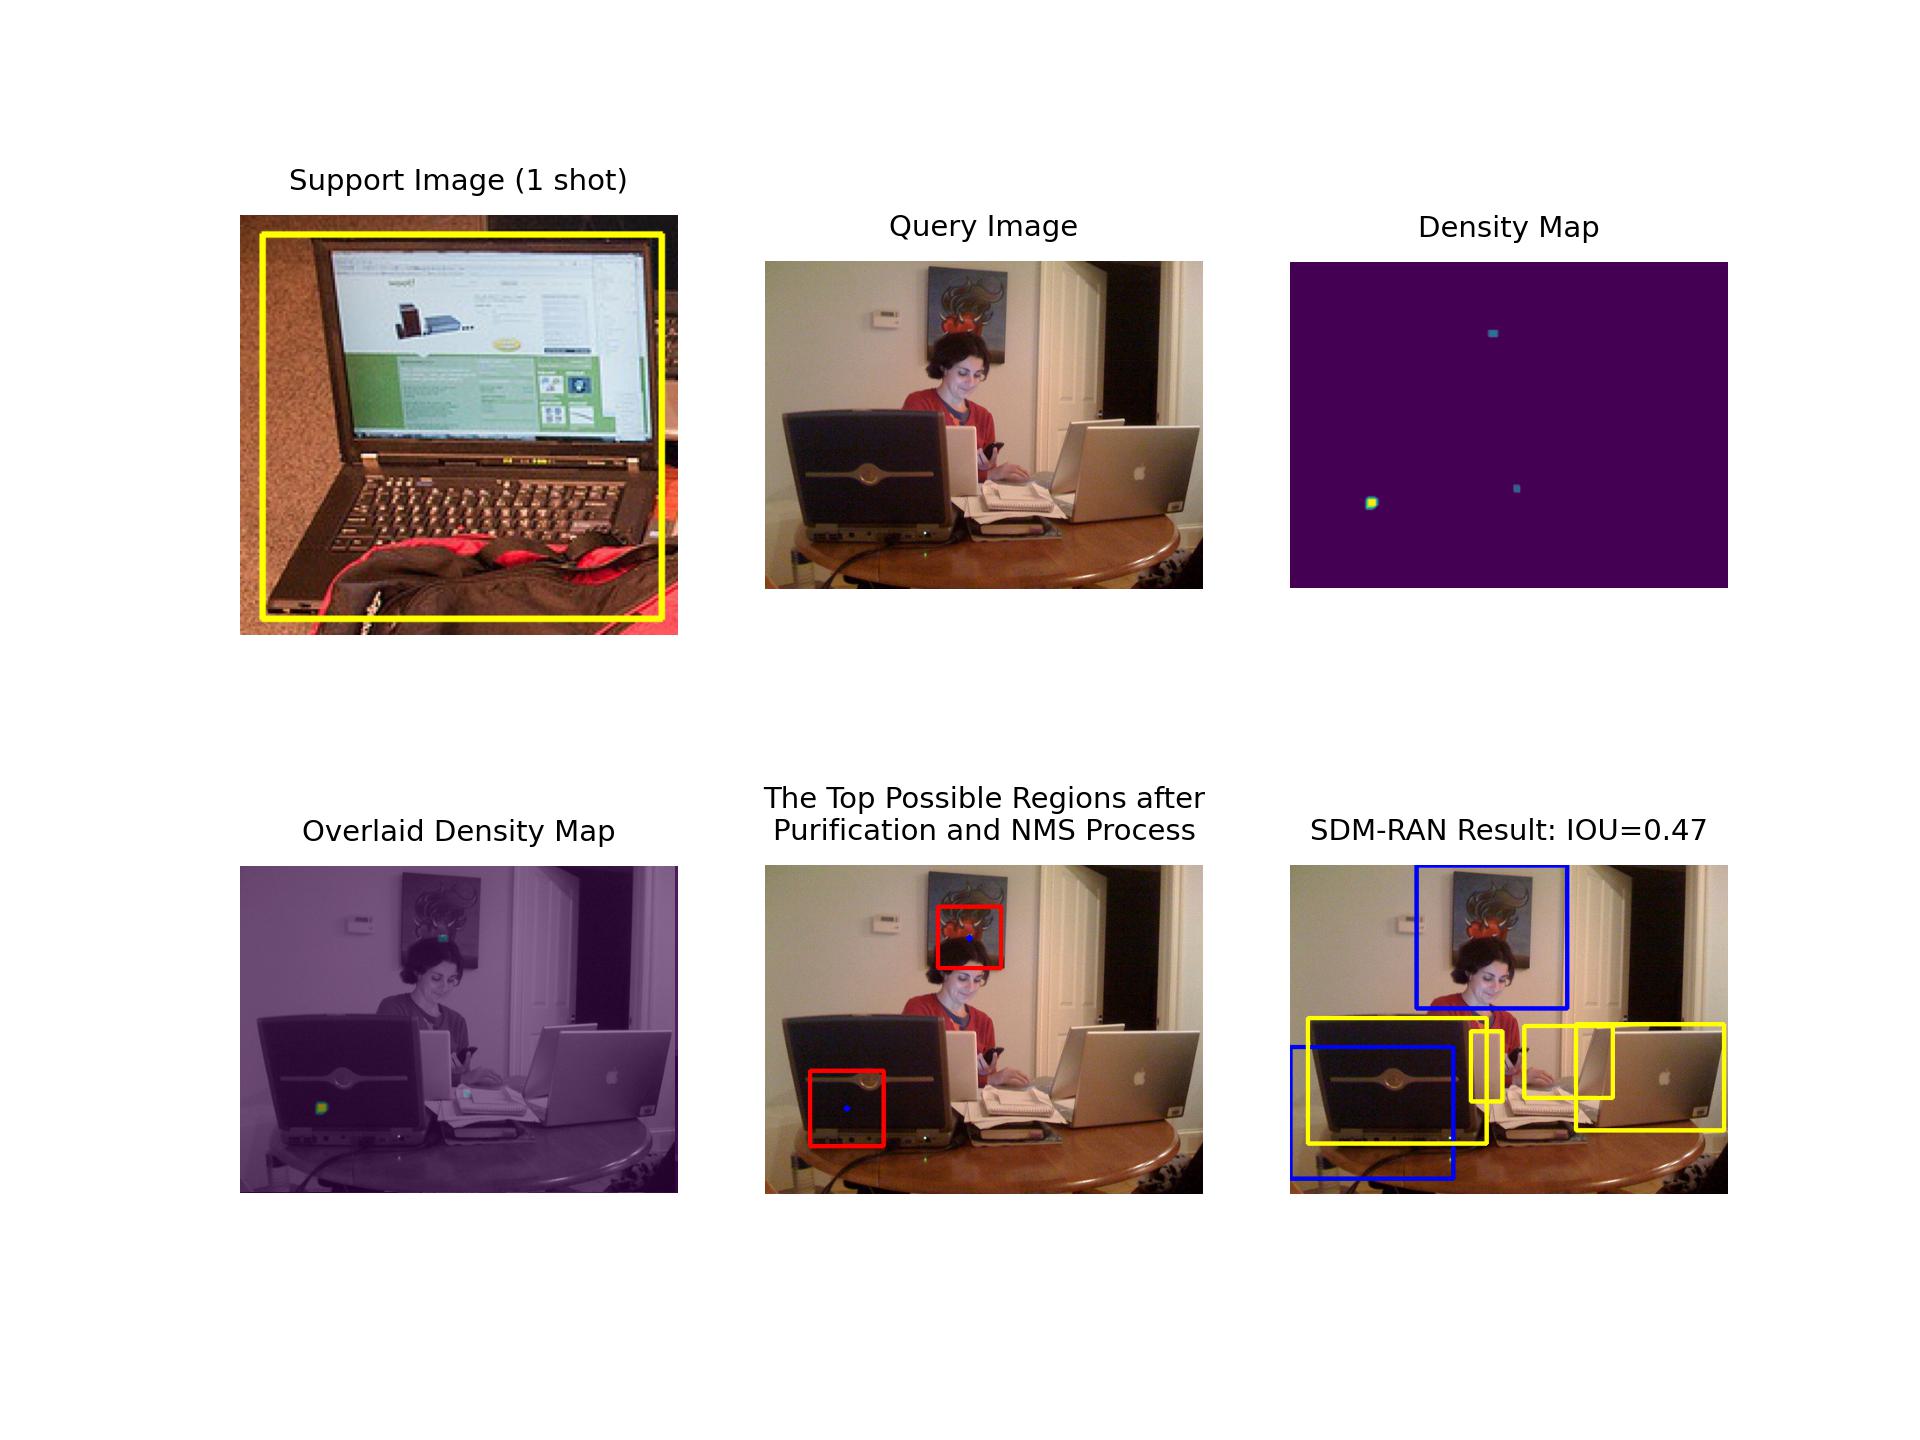 Support Image (1 shot)
Query Image
Density Map
woot!
Overlaid Density Map
The Top Possible Regions after
Purification and NMS Process
SDM-RAN Result: IOU=0.47